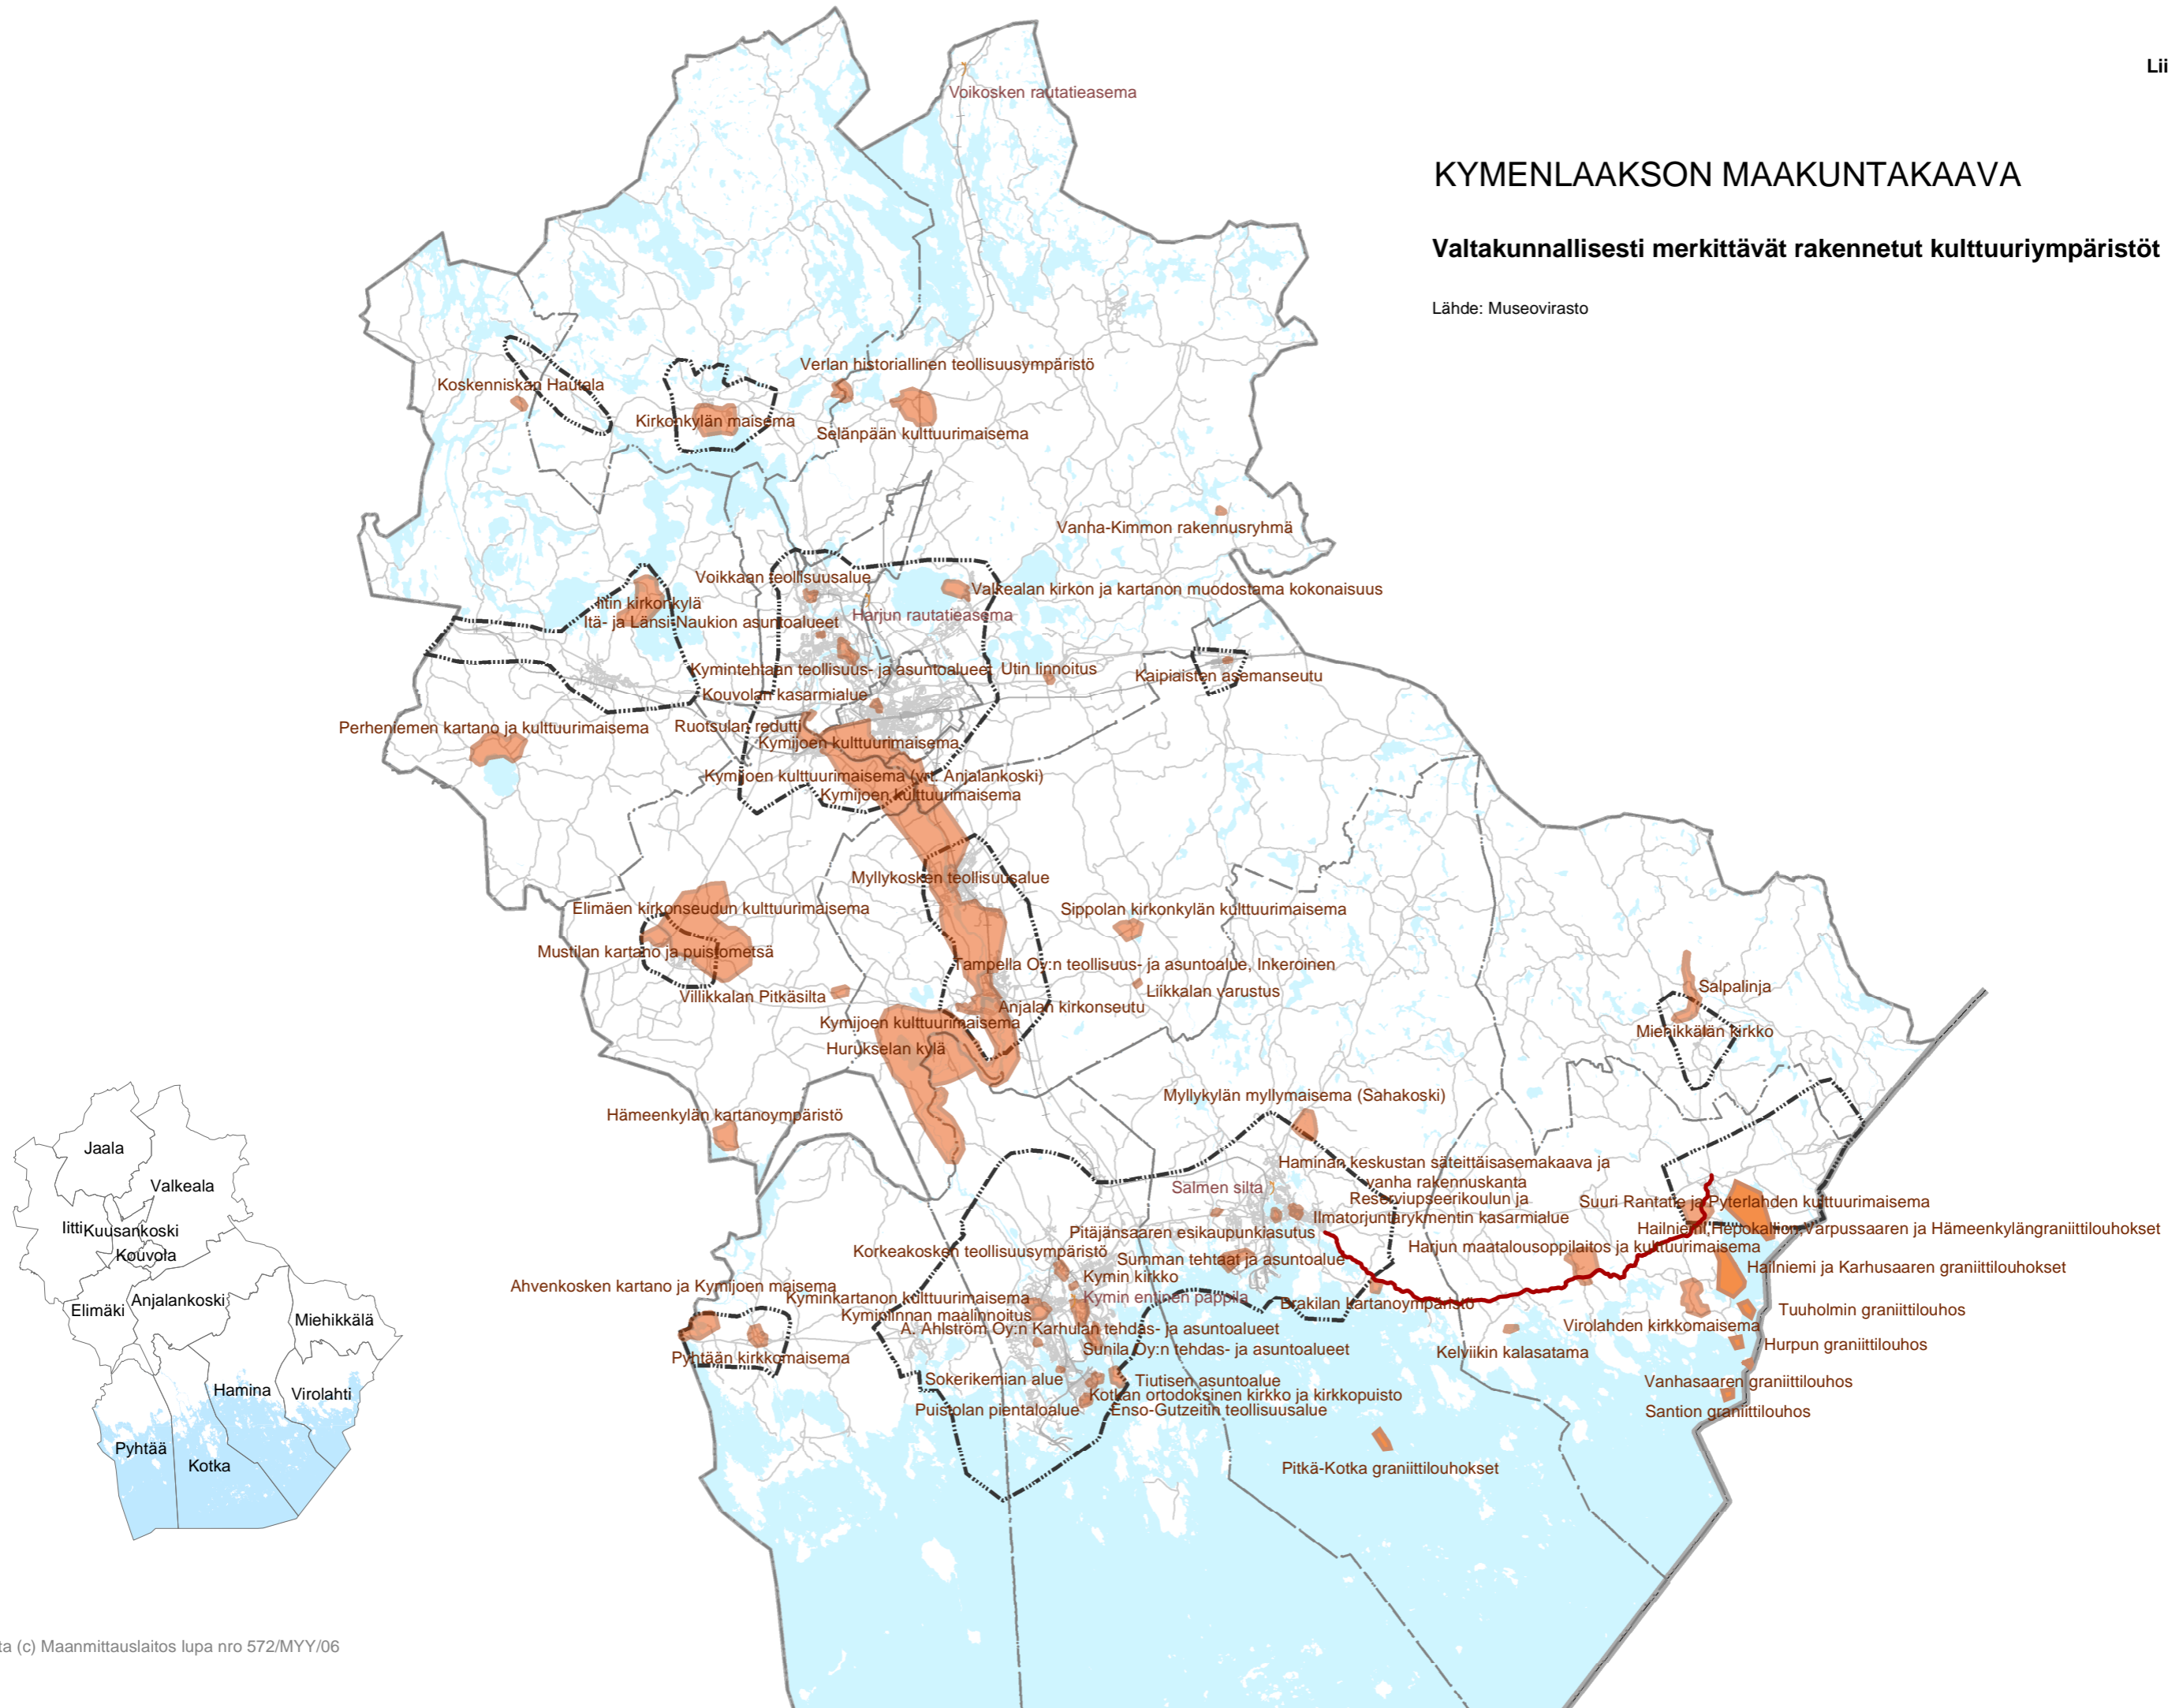 Lii
Voikosken rautatieasema
KYMENLAAKSON MAAKUNTAKAAVA
Valtakunnallisesti merkittävät rakennetut kulttuuriympäristöt
Lähde: Museovirasto
Verlan historiallinen teollisuusympäristö
Koskenniskan Hautala
Kirkonkylän maisema
Selänpään kulttuurimaisema
Vanha-Kimmon rakennusryhmä
Voikkaan teollisuusalue
Valkealan kirkon ja kartanon muodostama kokonaisuus
Iitin kirkonkylä
Harjun rautatieasema
Itä- ja Länsi-Naukion asuntoalueet
Kymintehtaan teollisuus- ja asuntoalueet
Utin linnoitus
Kaipiaisten asemanseutu
Kouvolan kasarmialue
Perheniemen kartano ja kulttuurimaisema
Ruotsulan redutti
Kymijoen kulttuurimaisema
Kymijoen kulttuurimaisema (vrt. Anjalankoski)
Kymijoen kulttuurimaisema
Myllykosken teollisuusalue
Elimäen kirkonseudun kulttuurimaisema
Sippolan kirkonkylän kulttuurimaisema
Mustilan kartano ja puistometsä
Tampella Oy:n teollisuus- ja asuntoalue, Inkeroinen
Villikkalan Pitkäsilta
Liikkalan varustus
Salpalinja
Anjalan kirkonseutu
Kymijoen kulttuurimaisema
Miehikkälän kirkko
Hurukselan kylä
Myllykylän myllymaisema (Sahakoski)
Hämeenkylän kartanoympäristö
Haminan keskustan säteittäisasemakaava ja
vanha rakennuskanta
Salmen silta
Reserviupseerikoulun ja
Ilmatorjuntarykmentin kasarmialue
Suuri Rantatie ja Pyterlahden kulttuurimaisema
Pitäjänsaaren esikaupunkiasutus
Hailniemi,Hepokallion,Varpussaaren ja Hämeenkylängraniittilouhokset
Korkeakosken teollisuusympäristö
Harjun maatalousoppilaitos ja kulttuurimaisema
Summan tehtaat ja asuntoalue
Hailniemi ja Karhusaaren graniittilouhokset
Kymin kirkko
Ahvenkosken kartano ja Kymijoen maisema
Kyminkartanon kulttuurimaisema
Kymin entinen pappila
Brakilan kartanoympäristö
Tuuholmin graniittilouhos
Kyminlinnan maalinnoitus
Virolahden kirkkomaisema
A. Ahlström Oy:n Karhulan tehdas- ja asuntoalueet
Hurpun graniittilouhos
Sunila Oy:n tehdas- ja asuntoalueet
Kelviikin kalasatama
Pyhtään kirkkomaisema
Sokerikemian alue
Tiutisen asuntoalue
Vanhasaaren graniittilouhos
Kotkan ortodoksinen kirkko ja kirkkopuisto
Puistolan pientaloalue
Enso-Gutzeitin teollisuusalue
Santion graniittilouhos
Pitkä-Kotka graniittilouhokset
Jaala
Valkeala
Iitti
Kuusankoski
Kouvola
Elimäki
Anjalankoski
Miehikkälä
Hamina
Virolahti
Pyhtää
Kotka
ta (c) Maanmittauslaitos lupa nro 572/MYY/06